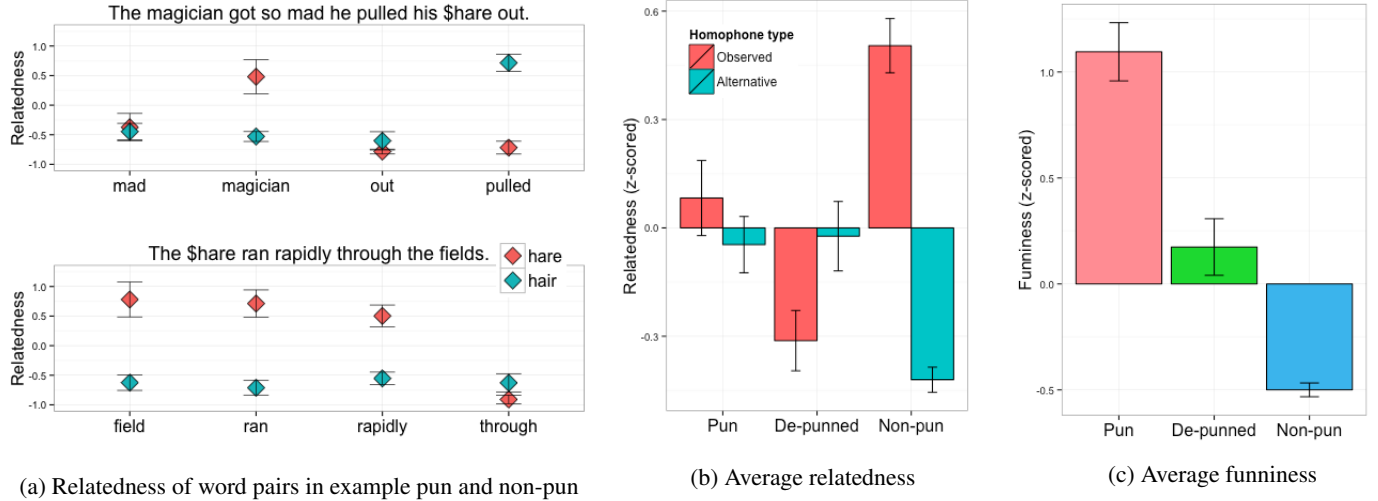 The magician got so mad he pulled his $hare out.
Relatedness
1.0
0.5
0.0
-0.5
-1.0
mad magician out pulled
The $hare ran rapidly through the fields.
hare
hair
Relatedness
1.0
0.5
0.0
-0.5
-1.0
field ran rapidly through
(a) Relatedness of word pairs in example pun and non-pun
Relatedness (z-scored)
0.6
0.3
0.0
-0.3
Homophone type
Observed
Alternative
Pun De-punned Non-pun
(b) Average relatedness
Funniness (z-scored)
1.0
0.5
0.0
-0.5
Pun De-punned Non-pun
(c) Average funniness